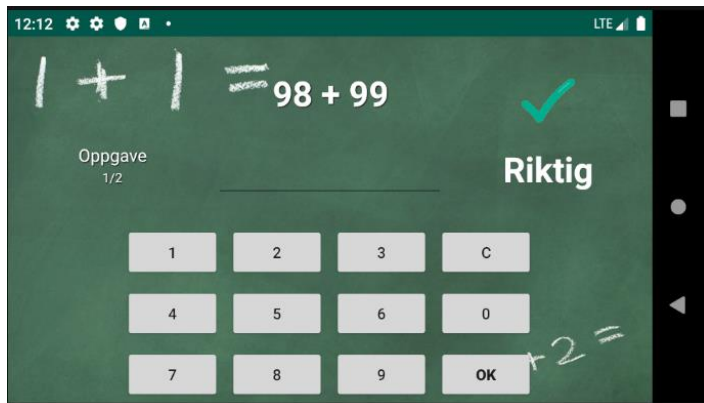 12:12 LTE
1 + 1 =
98 + 99
Oppgave
1/2
Riktig
1 2 3 C
4 5 6 0
+2=
7 8 9 OK